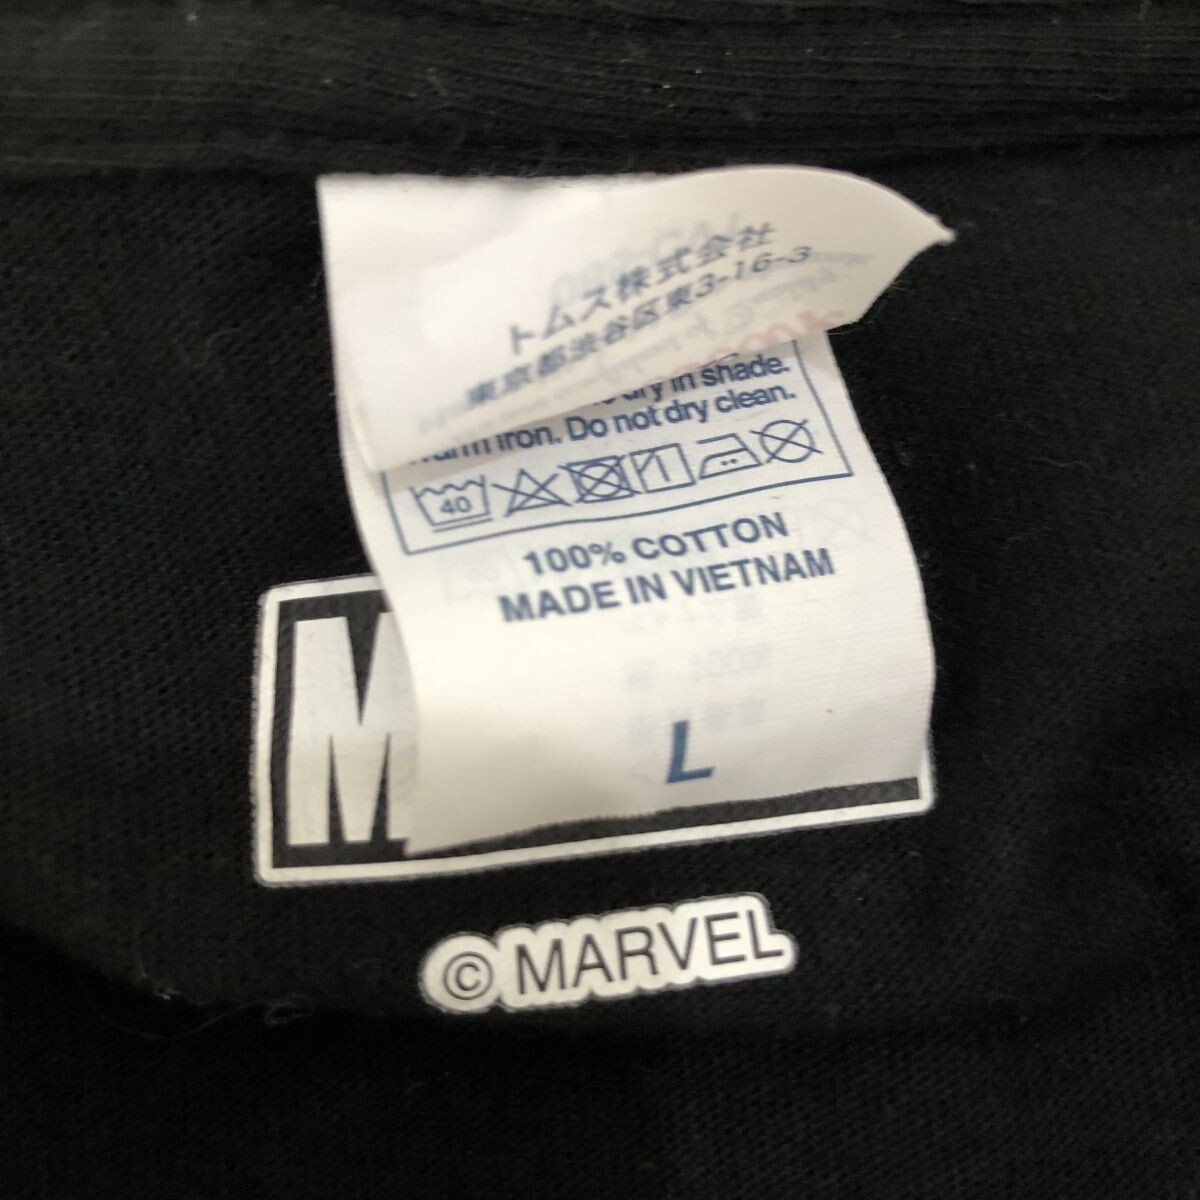 トムス株式会社
東京都渋谷区東3-16-3
dry in shade.
iron. Do not dry clean.
40
100% COTTON
MADE IN VIETNAM
L
M
© MARVEL